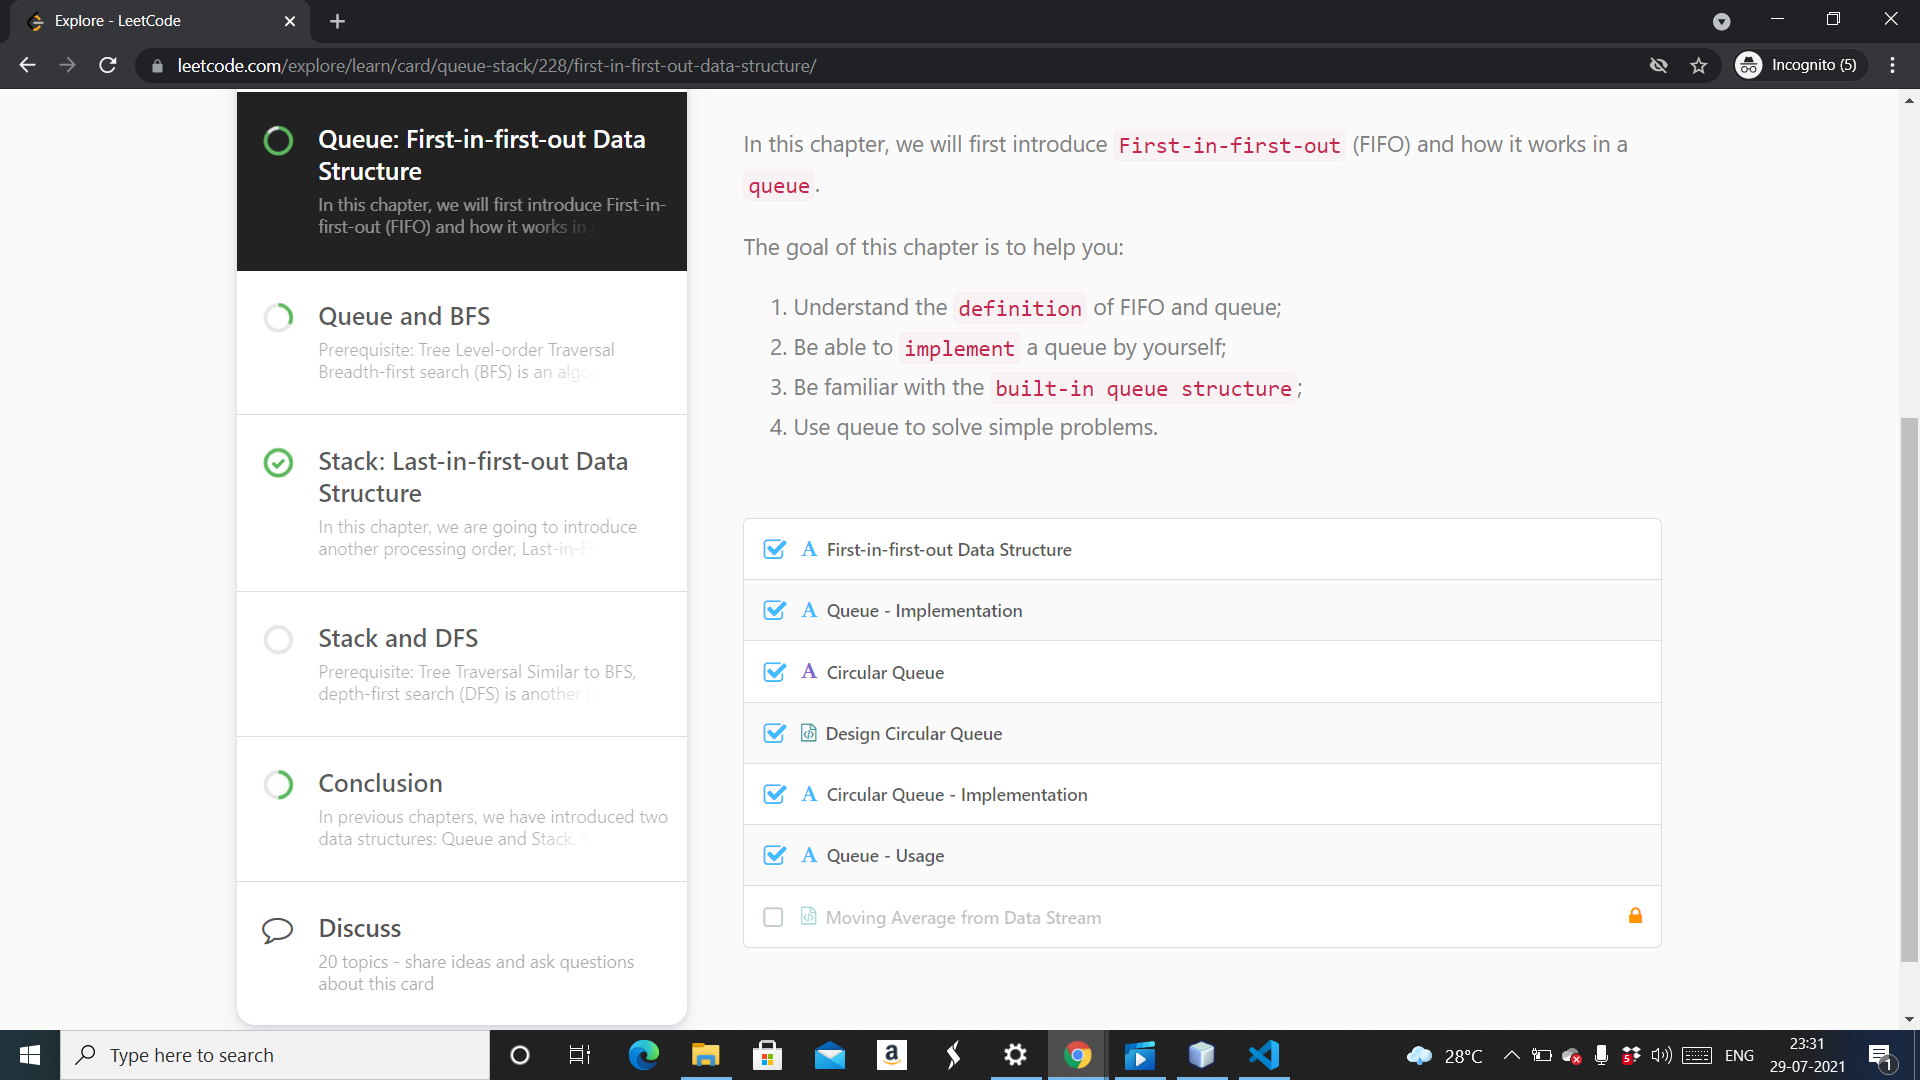 Explore - LeetCode
leetcode.com/explore/learn/card/queue-stack/228/first-in-first-out-data-structure/
Incognito (5)
Queue: First-in-first-out Data
Structure
In this chapter, we will first introduce First-in-
first-out (FIFO) and how it works in a
Queue and BFS
Prerequisite: Tree Level-order Traversal
Breadth-first search (BFS) is an algo
Stack: Last-in-first-out Data
Structure
In this chapter, we are going to introduce
another processing order, Last-in-F
Stack and DFS
Prerequisite: Tree Traversal Similar to BFS,
depth-first search (DFS) is another
Conclusion
In previous chapters, we have introduced two
data structures: Queue and Stack. 1
Discuss
20 topics - share ideas and ask questions
about this card
In this chapter, we will first introduce First-in-first-out (FIFO) and how it works in a
queue.
The goal of this chapter is to help you:
1. Understand the definition of FIFO and queue;
2. Be able to implement a queue by yourself;
3. Be familiar with the built-in queue structure;
4. Use queue to solve simple problems.
A First-in-first-out Data Structure
A Queue - Implementation
A Circular Queue
Design Circular Queue
A Circular Queue - Implementation
A Queue - Usage
Moving Average from Data Stream
Type here to search
28°C
5
ENG
23:31
29-07-2021
1